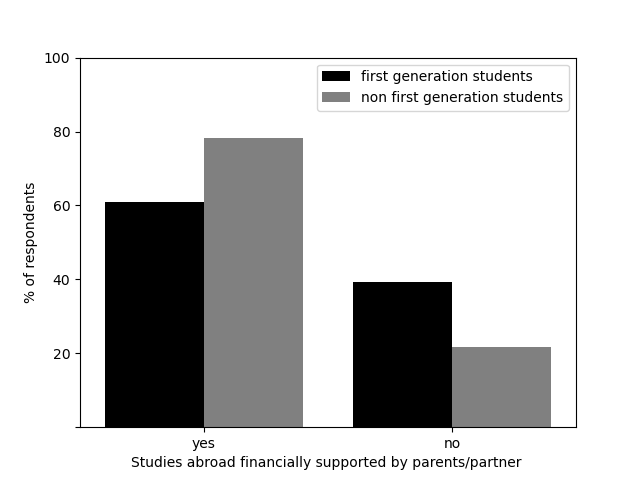 100
80
60
40
20
% of respondents
first generation students
non first generation students
yes
no
Studies abroad financially supported by parents/partner